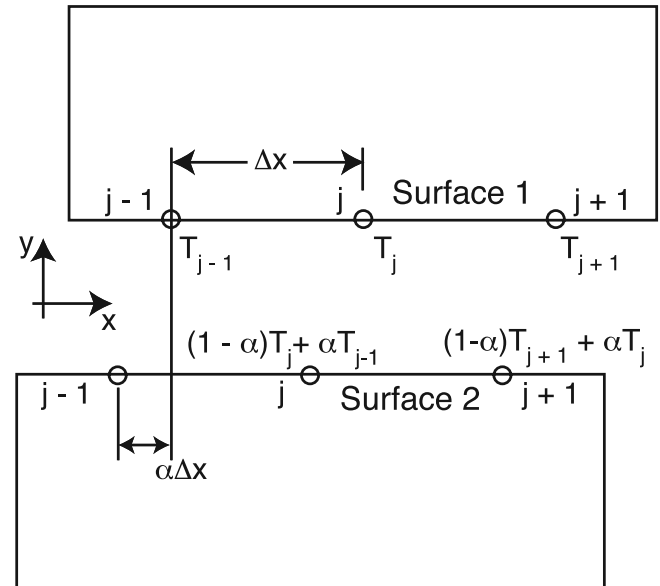 Δx
j - 1
j
Surface 1
j + 1
T_{j - 1}
T_j
T_{j + 1}
y
x
(1 - α)T_j + αT_{j-1}
(1-α)T_{j + 1} + αT_j
j - 1
j
Surface 2
j + 1
αΔx